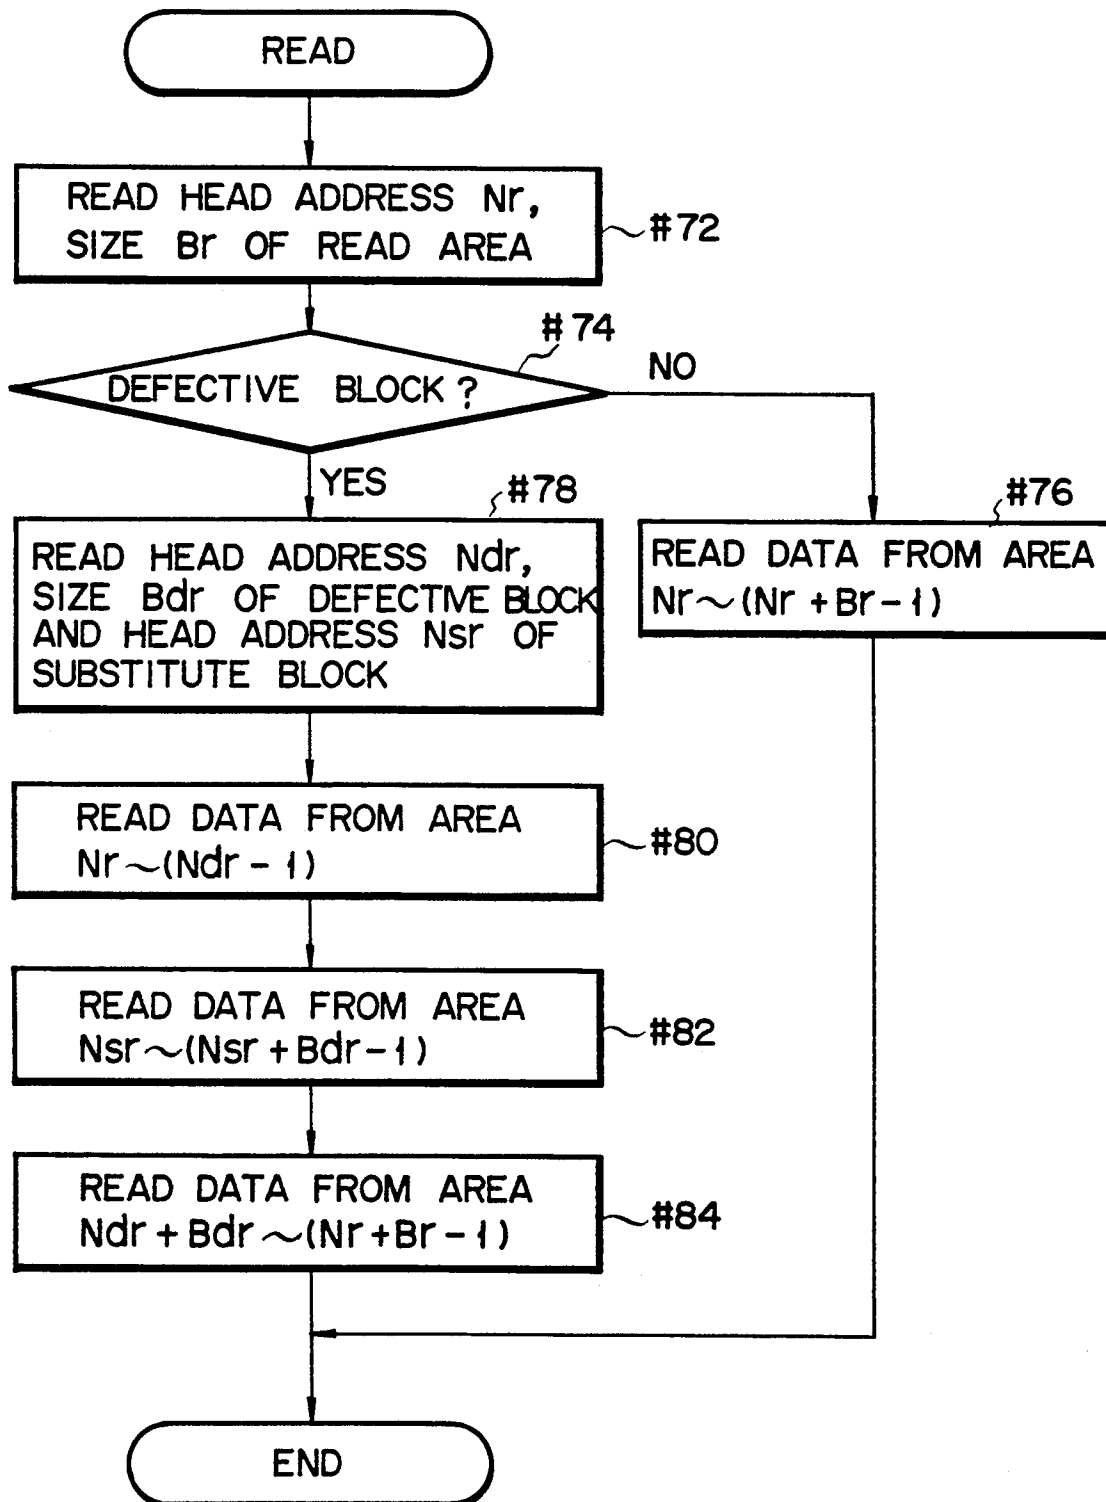 READ
READ HEAD ADDRESS Nr,
SIZE Br OF READ AREA
#72
#74
DEFECTIVE BLOCK?
NO
YES
#78
READ HEAD ADDRESS Ndr,
SIZE Bdr OF DEFECTIVE BLOCK
AND HEAD ADDRESS Nsr OF
SUBSTITUTE BLOCK
#76
READ DATA FROM AREA
Nr~(Nr+Br-1)
READ DATA FROM AREA
Nr~(Ndr-1)
#80
READ DATA FROM AREA
Nsr~(Nsr+Bdr-1)
#82
READ DATA FROM AREA
Ndr+Bdr~(Nr+Br-1)
#84
END